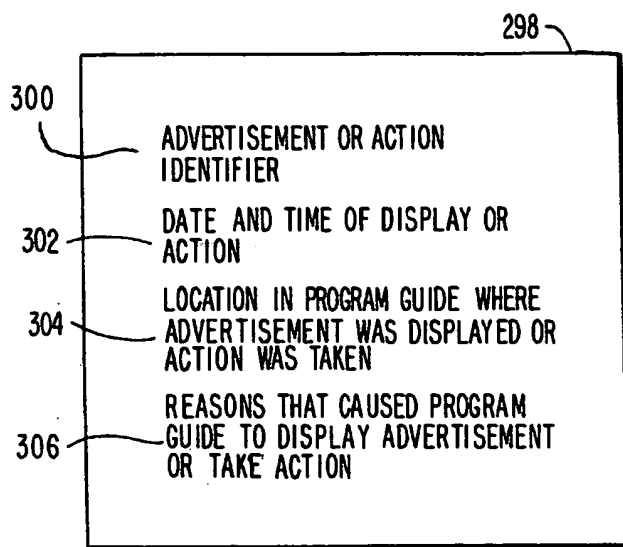 298
300
ADVERTISEMENT OR ACTION
IDENTIFIER
302
DATE AND TIME OF DISPLAY OR
ACTION
304
LOCATION IN PROGRAM GUIDE WHERE
ADVERTISEMENT WAS DISPLAYED OR
ACTION WAS TAKEN
306
REASONS THAT CAUSED PROGRAM
GUIDE TO DISPLAY ADVERTISEMENT
OR TAKE ACTION